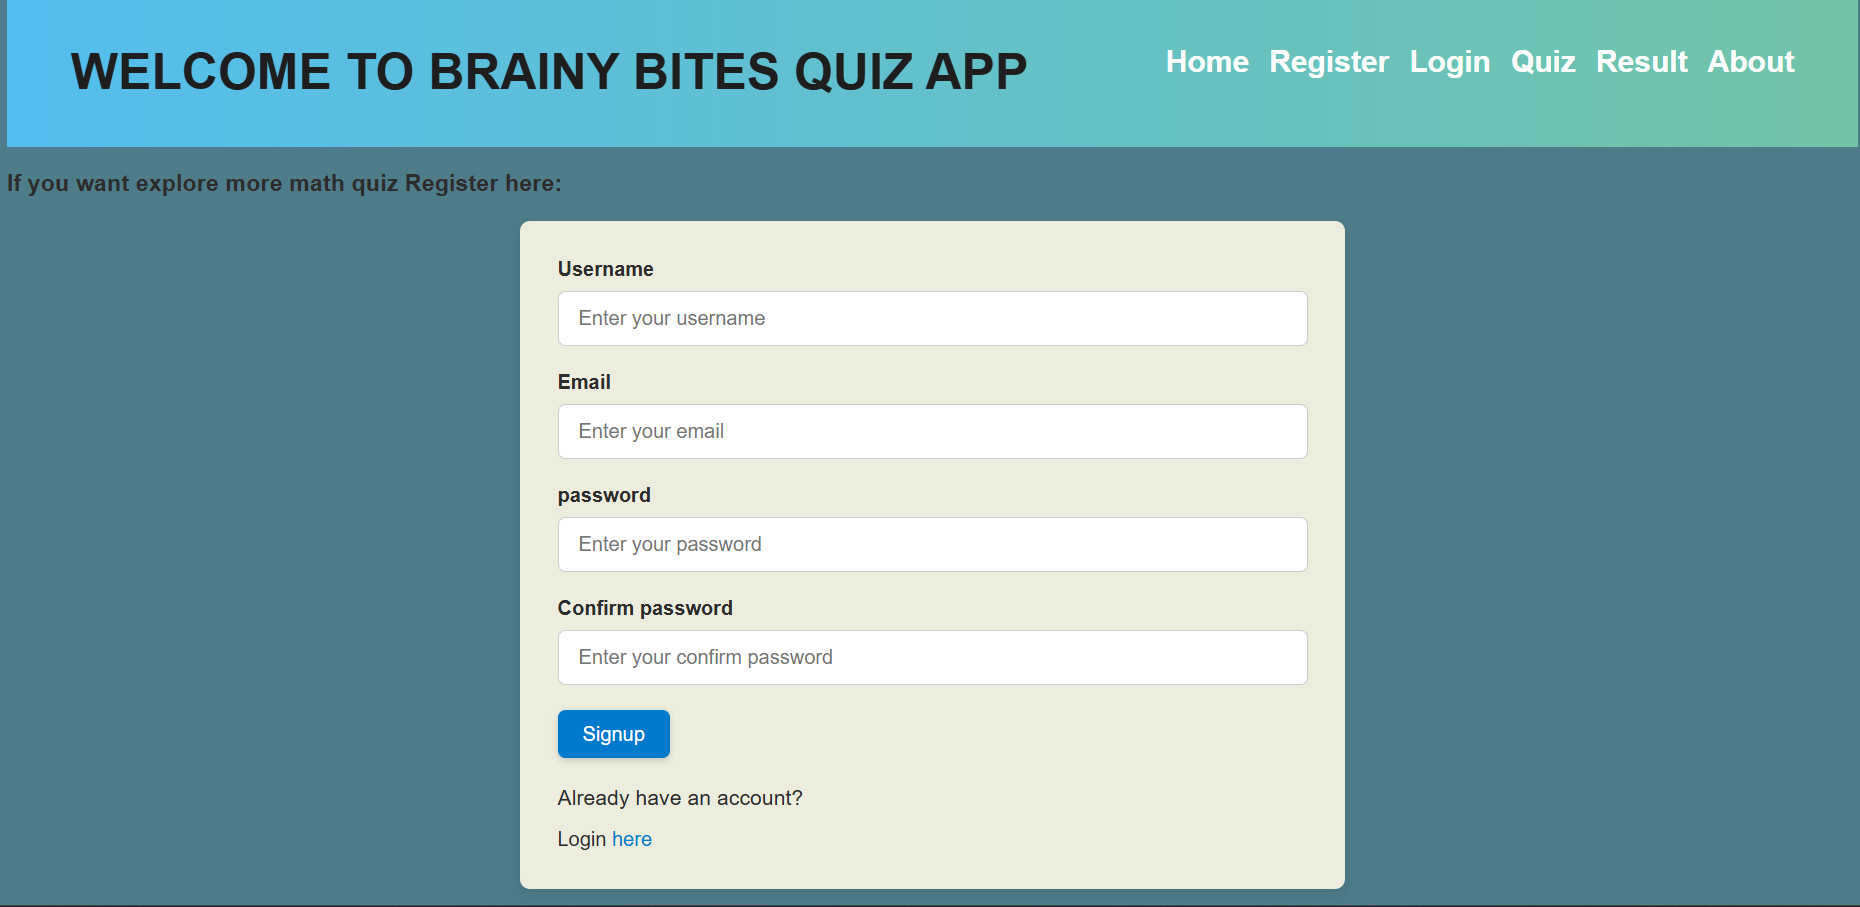 WELCOME TO BRAINY BITES QUIZ APP
Home Register Login Quiz Result About
If you want explore more math quiz Register here:
Username
Enter your username
Email
Enter your email
password
Enter your password
Confirm password
Enter your confirm password
Signup
Already have an account?
Login here